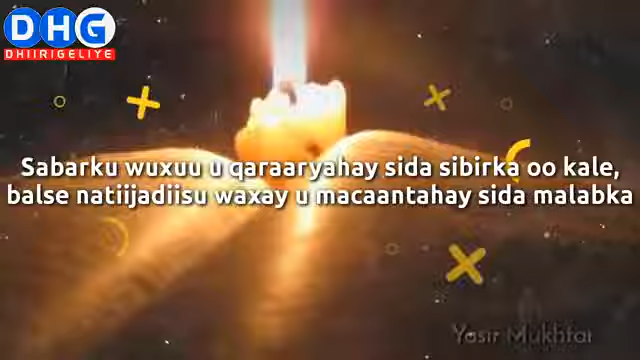 DHG
DHIIRIGELIYE
Sabarku wuxuu u qaraaryahay sida sibirka oo kale,
balse natiijadiisu waxay u macaantahay sida malabka
Yasir Mukhtar